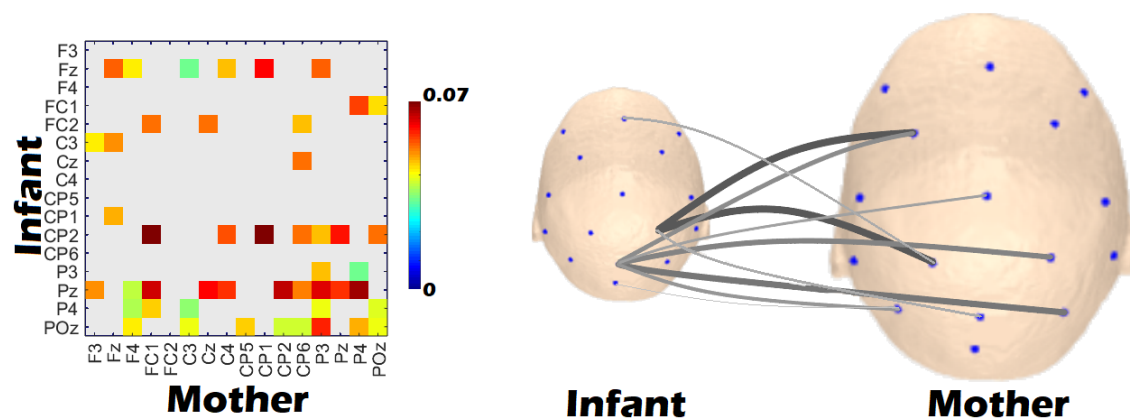 F3
Fz
F4
FC1
FC2
C3
Cz
C4
CP5
CP1
CP2
CP6
P3
Pz
P4
POz
Infant
F3 Fz F4 FC1 FC2 C3 Cz C4 CP5 CP1 CP2 CP6 P3 Pz P4 POz
Mother
0.07
0
Infant Mother